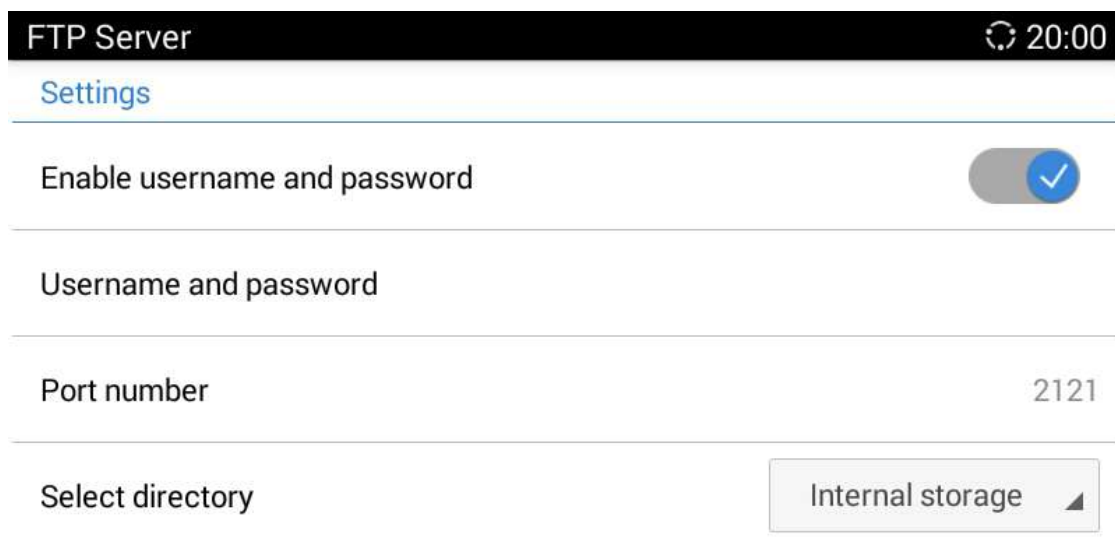 FTP Server 20:00
Settings
Enable username and password
Username and password
Port number 2121
Select directory Internal storage